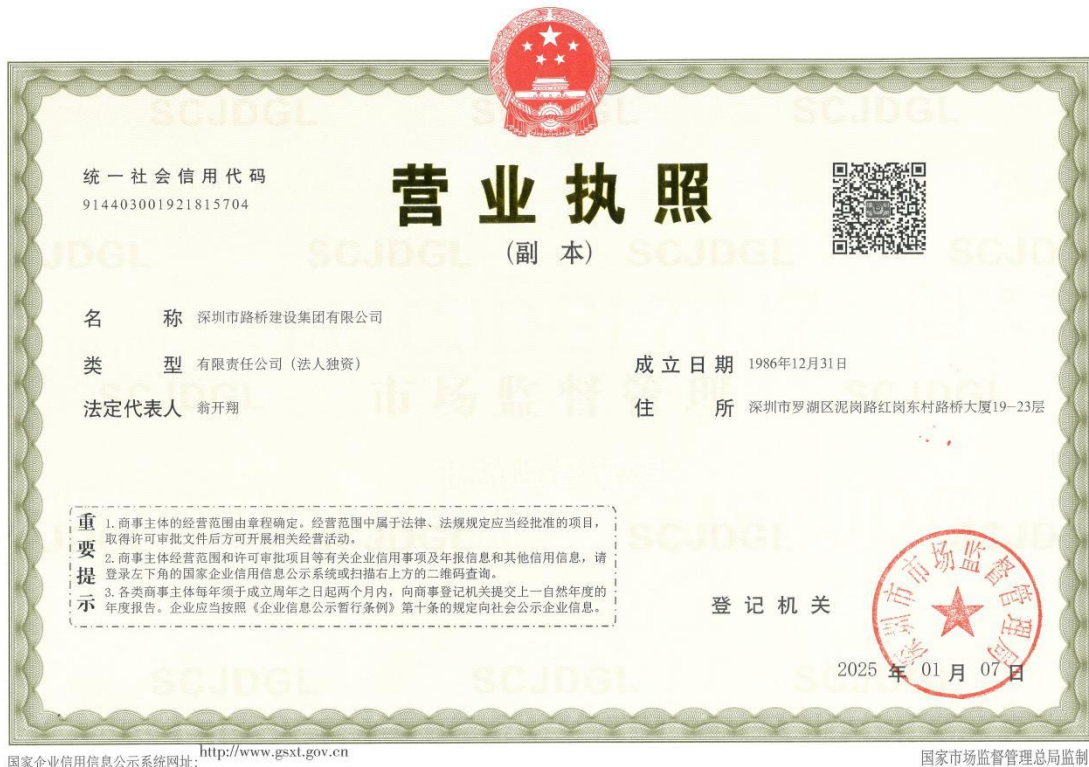 统一社会信用代码
914403001921815704
营业执照
(副 本)
名 称 深圳市路桥建设集团有限公司
类 型 有限责任公司（法人独资）
成立日期 1986年12月31日
法定代表人 翁开翔
住 所 深圳市罗湖区泥岗路红岗东村路桥大厦19-23层
重要提示
1. 商事主体的经营范围由章程确定。经营范围中属于法律、法规规定应当经批准的项目，
取得许可审批文件后方可开展相关经营活动。
2. 商事主体经营范围和许可审批项目等有关企业信用事项及年报信息和其他信用信息，请
登录左下角的国家企业信用信息公示系统或扫描右上方的二维码查询。
3. 各类商事主体每年须于成立周年之日起两个月内，向商事登记机关提交上一自然年度的
年度报告。企业应当按照《企业信息公示暂行条例》第十条的规定向社会公示企业信息。
登记机关
深圳市市场监督管理局
2025 年 01 月 07 日
SCJDGL SCJDGL SCJDGL
SCJDGL SCJDGL SCJDGL SCJDGL
市场监督管理
国家企业信用信息公示系统网址: http://www.gsxt.gov.cn
国家市场监督管理总局监制